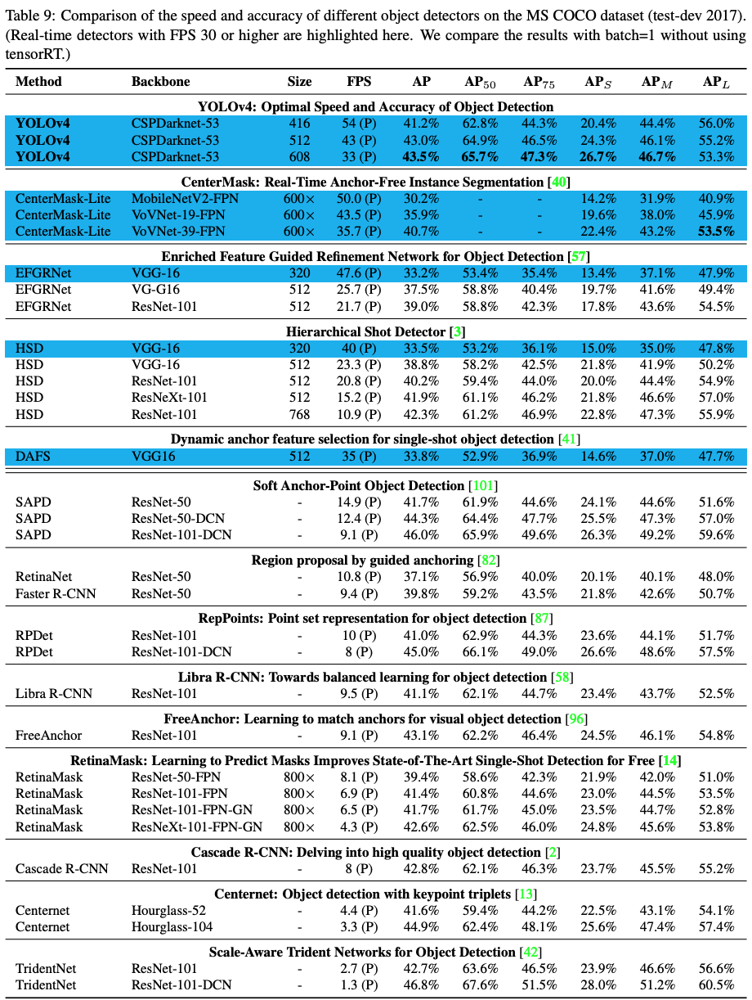 Table 9: Comparison of the speed and accuracy of different object detectors on the MS COCO dataset (test-dev 2017).
(Real-time detectors with FPS 30 or higher are highlighted here. We compare the results with batch=1 without using
tensorRT.)
Method Backbone Size FPS AP AP50 AP75 APS APM APL
YOLOv4: Optimal Speed and Accuracy of Object Detection
YOLOv4 CSPDarknet-53 416 54 (P) 41.2% 62.8% 44.3% 20.4% 44.4% 56.0%
YOLOv4 CSPDarknet-53 512 43 (P) 43.0% 64.9% 46.5% 24.3% 46.1% 55.2%
YOLOv4 CSPDarknet-53 608 33 (P) 43.5% 65.7% 47.3% 26.7% 46.7% 53.3%
CenterMask: Real-Time Anchor-Free Instance Segmentation [40]
CenterMask-Lite MobileNetV2-FPN 600× 50.0 (P) 30.2% - - 14.2% 31.9% 40.9%
CenterMask-Lite VoVNet-19-FPN 600× 43.5 (P) 35.9% - - 19.6% 38.0% 45.9%
CenterMask-Lite VoVNet-39-FPN 600× 35.7 (P) 40.7% - - 22.4% 43.2% 53.5%
Enriched Feature Guided Refinement Network for Object Detection [57]
EFGRNet VGG-16 320 47.6 (P) 33.2% 53.4% 35.4% 13.4% 37.1% 47.9%
EFGRNet VG-G16 512 25.7 (P) 37.5% 58.8% 40.4% 19.7% 41.6% 49.4%
EFGRNet ResNet-101 512 21.7 (P) 39.0% 58.8% 42.3% 17.8% 43.6% 54.5%
Hierarchical Shot Detector [3]
HSD VGG-16 320 40 (P) 33.5% 53.2% 36.1% 15.0% 35.0% 47.8%
HSD VGG-16 512 23.3 (P) 38.8% 58.2% 42.5% 21.8% 41.9% 50.2%
HSD ResNet-101 512 20.8 (P) 40.2% 59.4% 44.0% 20.0% 44.4% 54.9%
HSD ResNeXt-101 512 15.2 (P) 41.9% 61.1% 46.2% 21.8% 46.6% 57.0%
HSD ResNet-101 768 10.9 (P) 42.3% 61.2% 46.9% 22.8% 47.3% 55.9%
Dynamic anchor feature selection for single-shot object detection [41]
DAFS VGG16 512 35 (P) 33.8% 52.9% 36.9% 14.6% 37.0% 47.7%
Soft Anchor-Point Object Detection [101]
SAPD ResNet-50 - 14.9 (P) 41.7% 61.9% 44.6% 24.1% 44.6% 51.6%
SAPD ResNet-50-DCN - 12.4 (P) 44.3% 64.4% 47.7% 25.5% 47.3% 57.0%
SAPD ResNet-101-DCN - 9.1 (P) 46.0% 65.9% 49.6% 26.3% 49.2% 59.6%
Region proposal by guided anchoring [82]
RetinaNet ResNet-50 - 10.8 (P) 37.1% 56.9% 40.0% 20.1% 40.1% 48.0%
Faster R-CNN ResNet-50 - 9.4 (P) 39.8% 59.2% 43.5% 21.8% 42.6% 50.7%
RepPoints: Point set representation for object detection [87]
RPDet ResNet-101 - 10 (P) 41.0% 62.9% 44.3% 23.6% 44.1% 51.7%
RPDet ResNet-101-DCN - 8 (P) 45.0% 66.1% 49.0% 26.6% 48.6% 57.5%
Libra R-CNN: Towards balanced learning for object detection [58]
Libra R-CNN ResNet-101 - 9.5 (P) 41.1% 62.1% 44.7% 23.4% 43.7% 52.5%
FreeAnchor: Learning to match anchors for visual object detection [96]
FreeAnchor ResNet-101 - 9.1 (P) 43.1% 62.2% 46.4% 24.5% 46.1% 54.8%
RetinaMask: Learning to Predict Masks Improves State-of-The-Art Single-Shot Detection for Free [14]
RetinaMask ResNet-50-FPN 800× 8.1 (P) 39.4% 58.6% 42.3% 21.9% 42.0% 51.0%
RetinaMask ResNet-101-FPN 800× 6.9 (P) 41.4% 60.8% 44.6% 23.0% 44.5% 53.5%
RetinaMask ResNet-101-FPN-GN 800× 6.5 (P) 41.7% 61.7% 45.0% 23.5% 44.7% 52.8%
RetinaMask ResNeXt-101-FPN-GN 800× 4.3 (P) 42.6% 62.5% 46.0% 24.8% 45.6% 53.8%
Cascade R-CNN: Delving into high quality object detection [2]
Cascade R-CNN ResNet-101 - 8 (P) 42.8% 62.1% 46.3% 23.7% 45.5% 55.2%
Centernet: Object detection with keypoint triplets [13]
Centernet Hourglass-52 - 4.4 (P) 41.6% 59.4% 44.2% 22.5% 43.1% 54.1%
Centernet Hourglass-104 - 3.3 (P) 44.9% 62.4% 48.1% 25.6% 47.4% 57.4%
Scale-Aware Trident Networks for Object Detection [42]
TridentNet ResNet-101 - 2.7 (P) 42.7% 63.6% 46.5% 23.9% 46.6% 56.6%
TridentNet ResNet-101-DCN - 1.3 (P) 46.8% 67.6% 51.5% 28.0% 51.2% 60.5%